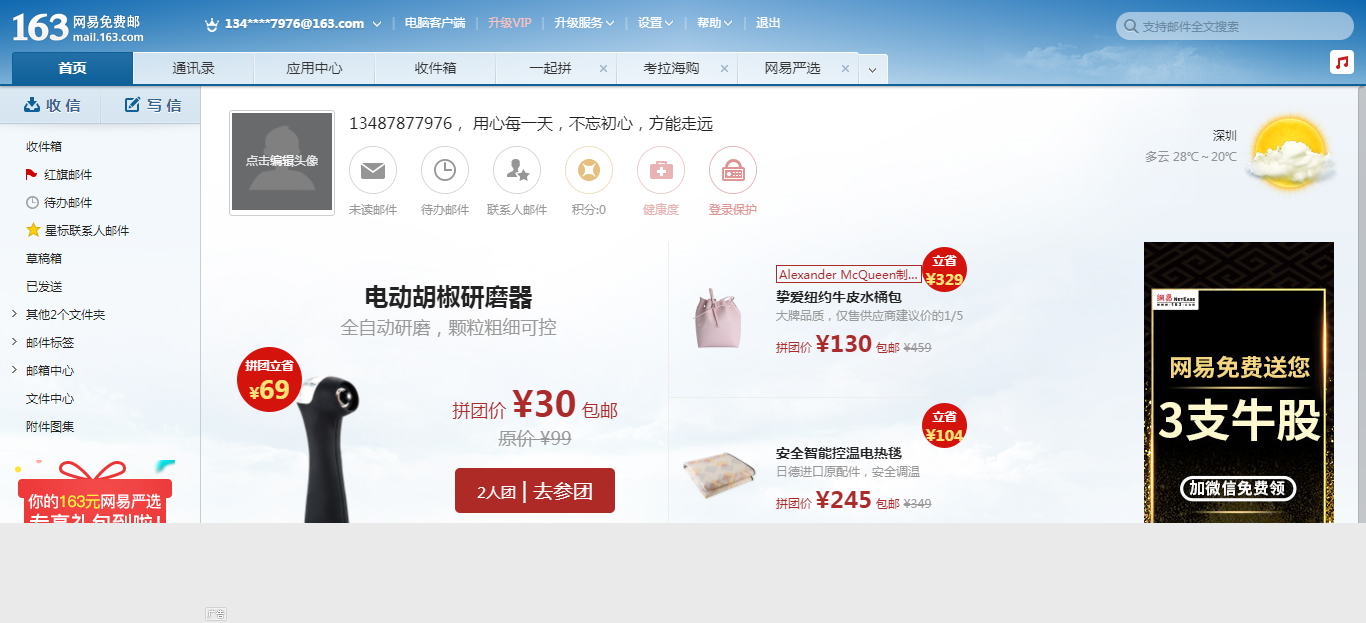 163 网易免费邮
mail.163.com
134****7976@163.com
电脑客户端
升级VIP
升级服务
设置
帮助
退出
支持邮件全文搜索
首页
通讯录
应用中心
收件箱
一起拼
考拉海购
网易严选
收信
写信
收件箱
红旗邮件
待办邮件
星标联系人邮件
草稿箱
已发送
其他2个文件夹
邮件标签
邮箱中心
文件中心
附件图集
你的163元网易严选
专享礼包到啦!
点击编辑头像
13487877976， 用心每一天，不忘初心，方能走远
未读邮件
待办邮件
联系人邮件
积分:0
健康度
登录保护
深圳
多云 28℃ ~ 20℃
电动胡椒研磨器
全自动研磨，颗粒粗细可控
拼团立省
¥69
拼团价 ¥30 包邮
原价 ¥99
2人团 | 去参团
立省
¥329
Alexander McQueen制...
挚爱纽约牛皮水桶包
大牌品质，仅售供应商建议价的1/5
拼团价 ¥130 包邮 ¥459
立省
¥104
安全智能控温电热毯
日德进口原配件，安全调温
拼团价 ¥245 包邮 ¥349
网易 NETEASE
www.163.com
网易免费送您
3支牛股
加微信免费领
广告